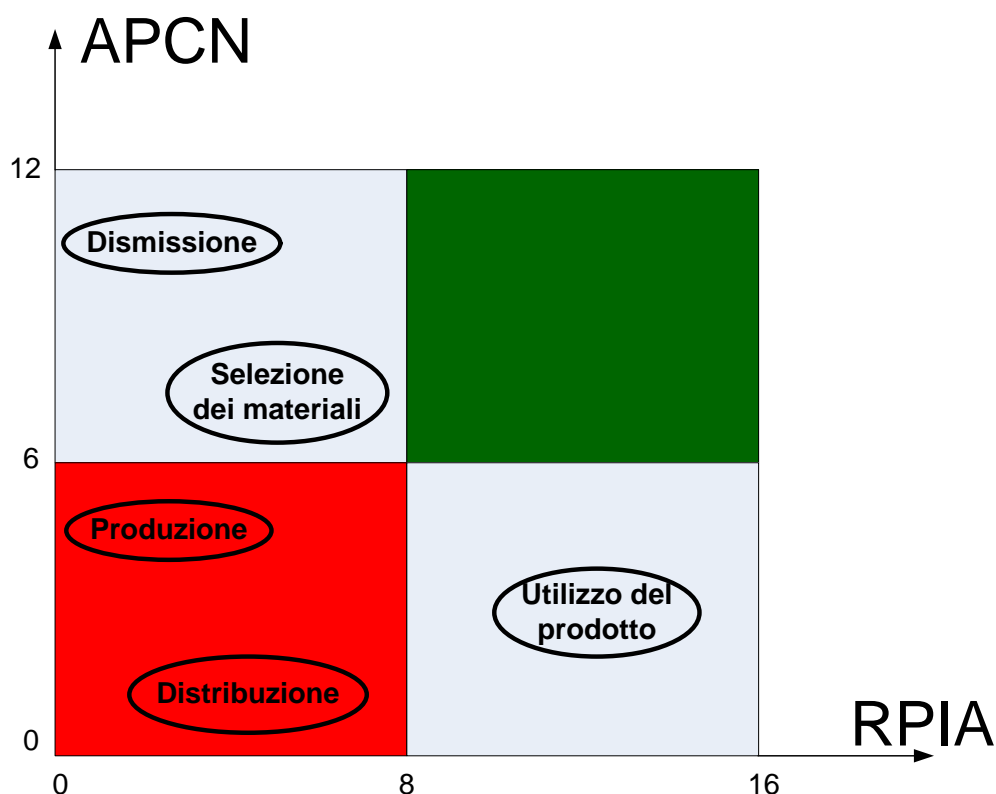 APCN
12
Dismissione
Selezione
dei materiali
6
Produzione
Utilizzo del
prodotto
Distribuzione
0
RPIA
0
8
16